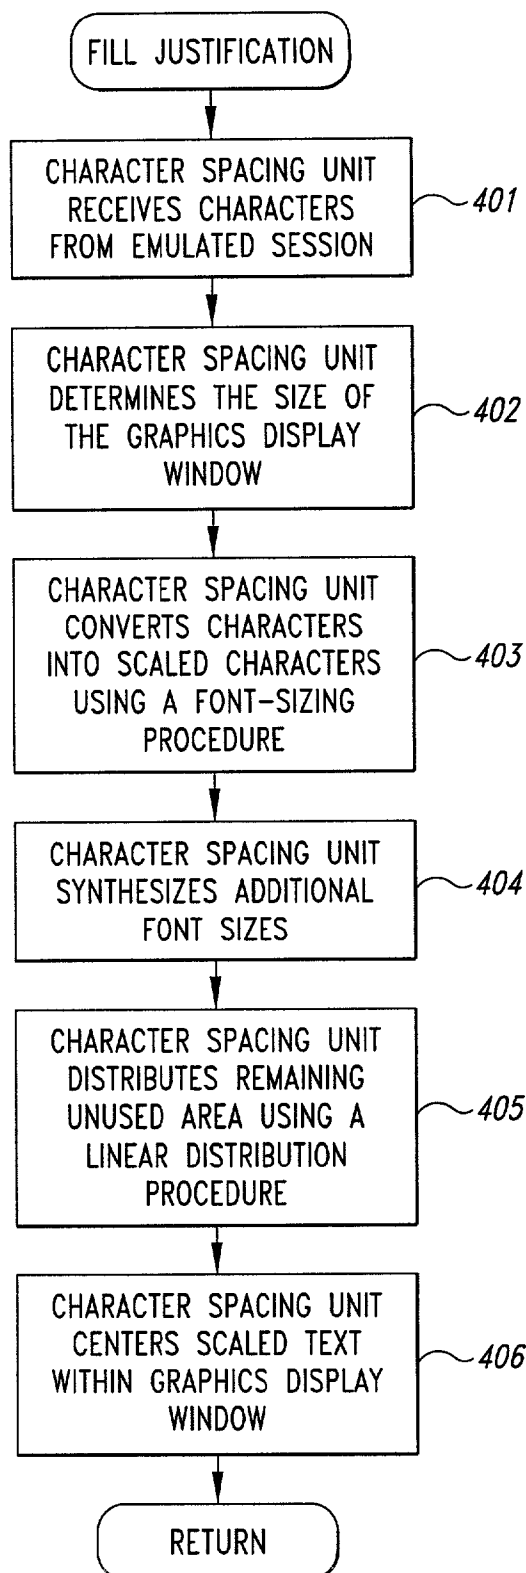 FILL JUSTIFICATION
CHARACTER SPACING UNIT
RECEIVES CHARACTERS
FROM EMULATED SESSION
401
CHARACTER SPACING UNIT
DETERMINES THE SIZE OF
THE GRAPHICS DISPLAY
WINDOW
402
CHARACTER SPACING UNIT
CONVERTS CHARACTERS
INTO SCALED CHARACTERS
USING A FONT-SIZING
PROCEDURE
403
CHARACTER SPACING UNIT
SYNTHESIZES ADDITIONAL
FONT SIZES
404
CHARACTER SPACING UNIT
DISTRIBUTES REMAINING
UNUSED AREA USING A
LINEAR DISTRIBUTION
PROCEDURE
405
CHARACTER SPACING UNIT
CENTERS SCALED TEXT
WITHIN GRAPHICS DISPLAY
WINDOW
406
RETURN